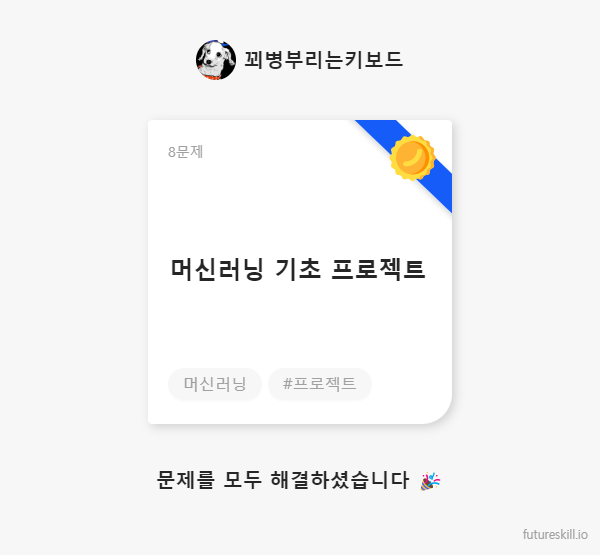 꾀병부리는키보드
8문제
머신러닝 기초 프로젝트
머신러닝 #프로젝트
문제를 모두 해결하셨습니다 🎉
futureskill.io